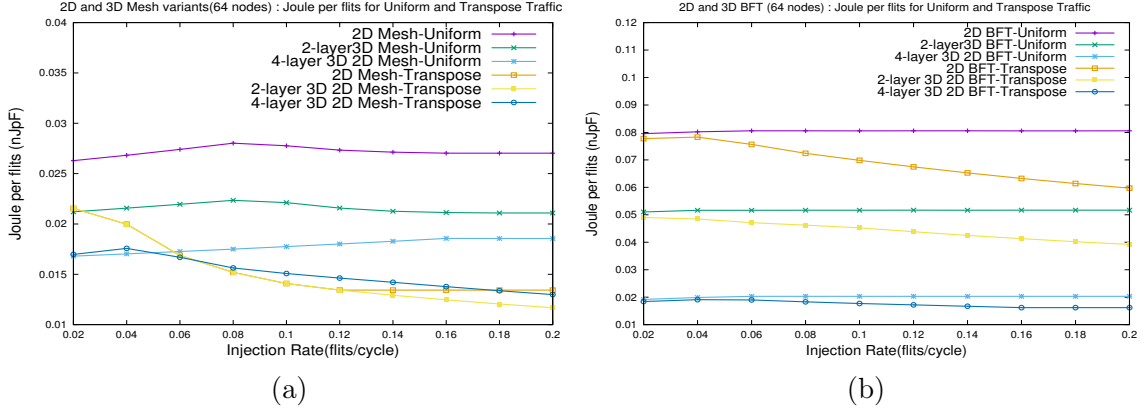 2D and 3D Mesh variants(64 nodes) : Joule per flits for Uniform and Transpose Traffic
0.04
0.035
0.03
0.025
0.02
0.015
0.01
Joule per flits (nJpF)
2D Mesh-Uniform
2-layer3D Mesh-Uniform
4-layer 3D 2D Mesh-Uniform
2D Mesh-Transpose
2-layer 3D 2D Mesh-Transpose
4-layer 3D 2D Mesh-Transpose
0.02 0.04 0.06 0.08 0.1 0.12 0.14 0.16 0.18 0.2
Injection Rate(flits/cycle)
(a)
2D and 3D BFT (64 nodes) : Joule per flits for Uniform and Transpose Traffic
0.12
0.11
0.1
0.09
0.08
0.07
0.06
0.05
0.04
0.03
0.02
0.01
Joule per flits (nJpF)
2D BFT-Uniform
2-layer3D BFT-Uniform
4-layer 3D 2D BFT-Uniform
2D BFT-Transpose
2-layer 3D 2D BFT-Transpose
4-layer 3D 2D BFT-Transpose
0.02 0.04 0.06 0.08 0.1 0.12 0.14 0.16 0.18 0.2
Injection Rate(flits/cycle)
(b)